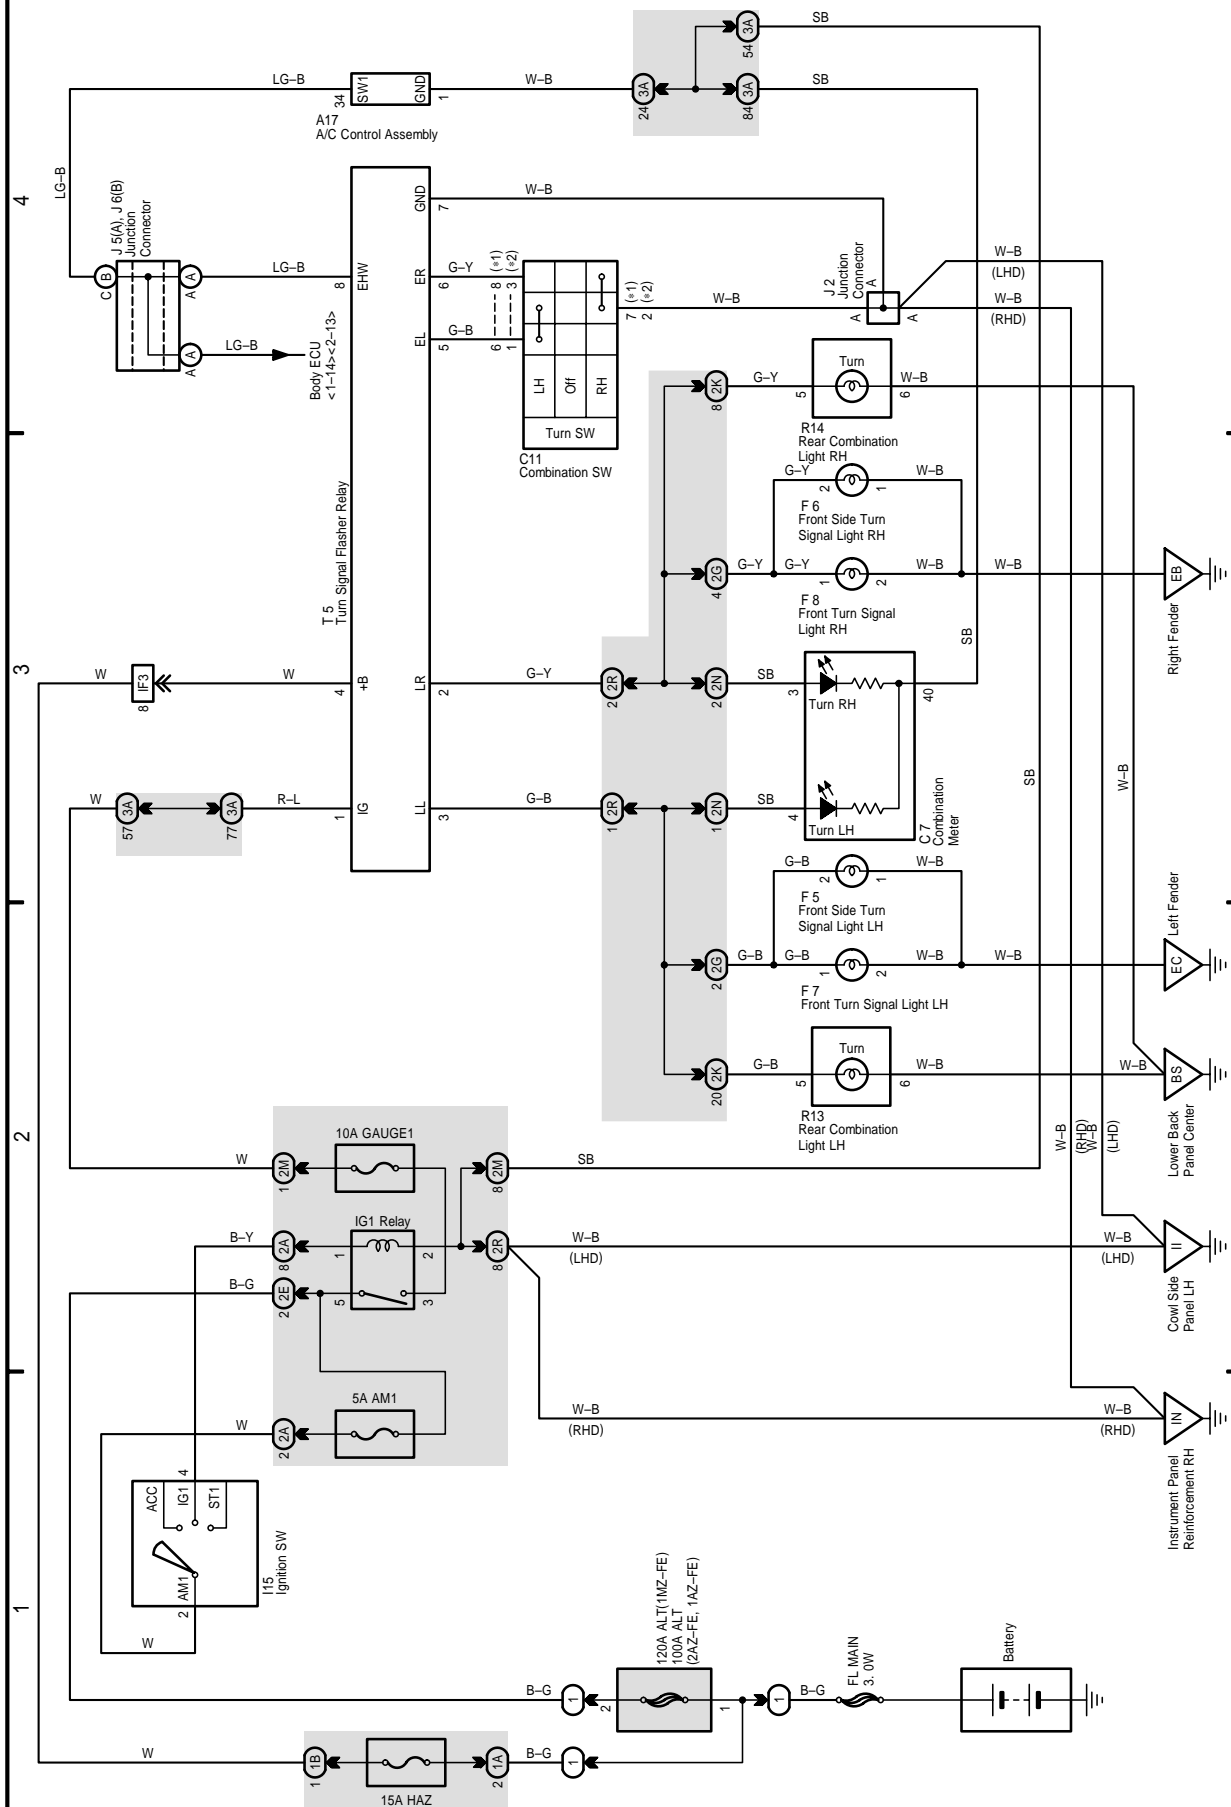 SB
54 3A
LG–B
34
SW1
GND
1
W–B
24 3A
84 3A
SB
A17
A/C Control Assembly
4
LG–B
J 5(A), J 6(B)
Junction
Connector
C B
A A
A A
LG–B
LG–B
Body ECU
<1–14><2–13>
8 EHW
GND 7
W–B
ER 6
G–Y
(*1)
(*2)
8
3
EL 5
G–B
6
1
LH
Off
RH
Turn SW
C11
Combination SW
7 (*1)
2 (*2)
W–B
J 2
Junction
Connector
A
A
A
W–B
(LHD)
W–B
(RHD)
8 2K
G–Y
5
Turn
6
W–B
R14
Rear Combination
Light RH
G–Y
2
1
W–B
F 6
Front Side Turn
Signal Light RH
4 2G
G–Y
G–Y
1
2
W–B
W–B
F 8
Front Turn Signal
Light RH
EB
Right Fender
3
T 5
Turn Signal Flasher Relay
W
IF3
8
W
4
+B
LR
2
G–Y
2 2R
2 2N
SB
3
Turn RH
40
SB
W
57 3A
77 3A
R–L
1
IG
LL
3
G–B
1 2R
1 2N
SB
4
Turn LH
C 7
Combination
Meter
SB
W–B
G–B
2
1
W–B
F 5
Front Side Turn
Signal Light LH
2 2G
G–B
G–B
1
2
W–B
W–B
F 7
Front Turn Signal Light LH
EC
Left Fender
20 2K
G–B
5
Turn
6
W–B
W–B
R13
Rear Combination
Light LH
BS
Lower Back
Panel Center
2
10A GAUGE1
W
1 2M
8 2M
SB
W–B
(RHD)
W–B
(LHD)
IG1 Relay
B–Y
8 2A
1
2
8 2R
W–B
(LHD)
W–B
(LHD)
II
Cowl Side
Panel LH
B–G
2 2E
5
3
5A AM1
W
2 2A
W–B
(RHD)
W–B
(RHD)
IN
Instrument Panel
Reinforcement RH
ACC
IG1
4
ST1
2
AM1
I15
Ignition SW
1
W
B–G
1
2
120A ALT(1MZ–FE)
100A ALT
(2AZ–FE, 1AZ–FE)
1
1
B–G
FL MAIN
3. 0W
Battery
W
1 1B
2 1A
B–G
1
15A HAZ